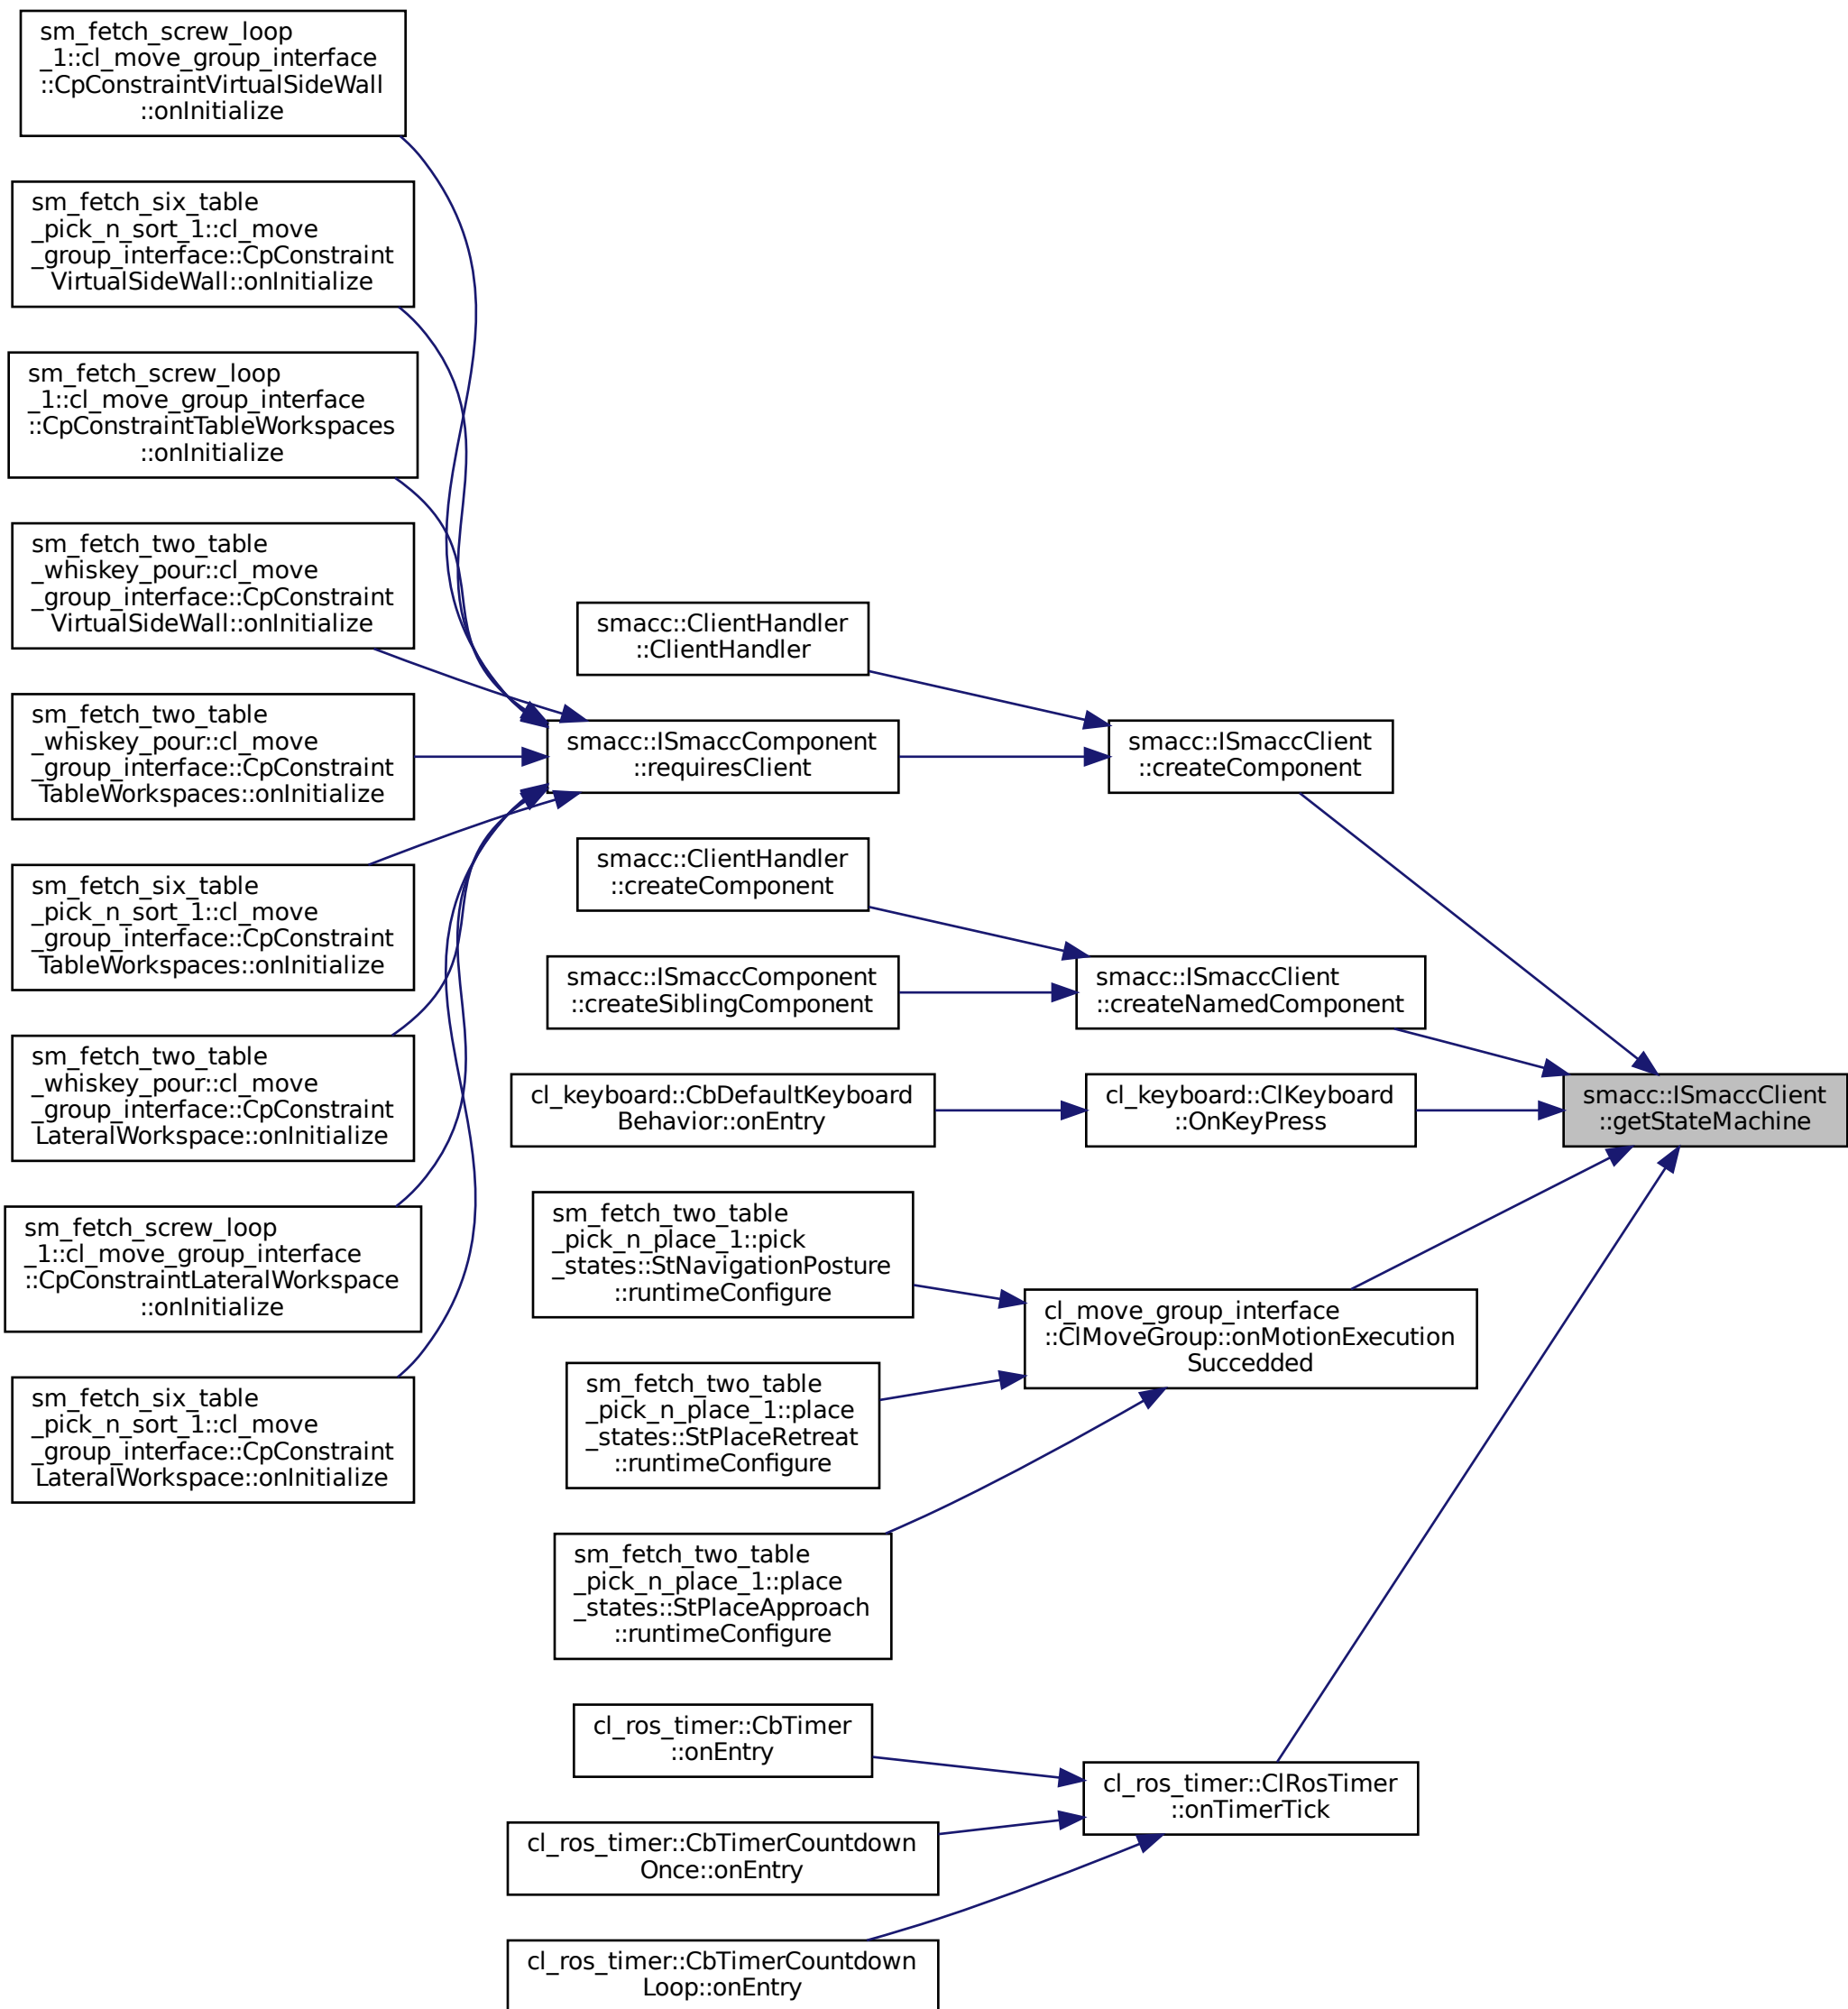 sm_fetch_screw_loop
_1::cl_move_group_interface
::CpConstraintVirtualSideWall
::onInitialize
sm_fetch_six_table
_pick_n_sort_1::cl_move
_group_interface::CpConstraint
VirtualSideWall::onInitialize
sm_fetch_screw_loop
_1::cl_move_group_interface
::CpConstraintTableWorkspaces
::onInitialize
sm_fetch_two_table
_whiskey_pour::cl_move
_group_interface::CpConstraint
VirtualSideWall::onInitialize
sm_fetch_two_table
_whiskey_pour::cl_move
_group_interface::CpConstraint
TableWorkspaces::onInitialize
sm_fetch_six_table
_pick_n_sort_1::cl_move
_group_interface::CpConstraint
TableWorkspaces::onInitialize
sm_fetch_two_table
_whiskey_pour::cl_move
_group_interface::CpConstraint
LateralWorkspace::onInitialize
sm_fetch_screw_loop
_1::cl_move_group_interface
::CpConstraintLateralWorkspace
::onInitialize
sm_fetch_six_table
_pick_n_sort_1::cl_move
_group_interface::CpConstraint
LateralWorkspace::onInitialize
smacc::ClientHandler
::ClientHandler
smacc::ISmaccComponent
::requiresClient
smacc::ClientHandler
::createComponent
smacc::ISmaccComponent
::createSiblingComponent
cl_keyboard::CbDefaultKeyboard
Behavior::onEntry
sm_fetch_two_table
_pick_n_place_1::pick
_states::StNavigationPosture
::runtimeConfigure
sm_fetch_two_table
_pick_n_place_1::place
_states::StPlaceRetreat
::runtimeConfigure
sm_fetch_two_table
_pick_n_place_1::place
_states::StPlaceApproach
::runtimeConfigure
cl_ros_timer::CbTimer
::onEntry
cl_ros_timer::CbTimerCountdown
Once::onEntry
cl_ros_timer::CbTimerCountdown
Loop::onEntry
smacc::ISmaccClient
::createComponent
smacc::ISmaccClient
::createNamedComponent
cl_keyboard::ClKeyboard
::OnKeyPress
cl_move_group_interface
::ClMoveGroup::onMotionExecution
Succedded
cl_ros_timer::ClRosTimer
::onTimerTick
smacc::ISmaccClient
::getStateMachine